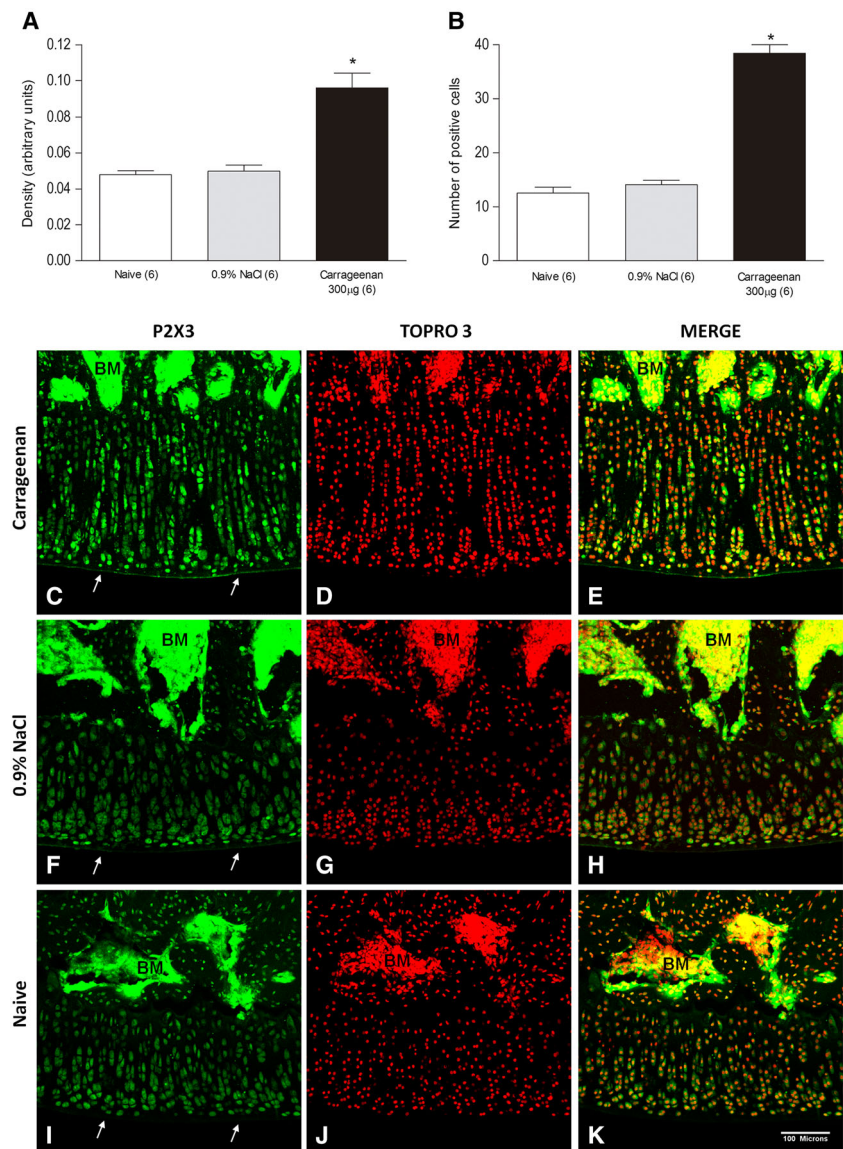 A
Density (arbitrary units)
0.12
0.10
0.08
0.06
0.04
0.02
0.00
*
Naive (6)
0.9% NaCl (6)
Carrageenan
300µg (6)
B
Number of positive cells
40
30
20
10
0
*
Naive (6)
0.9% NaCl (6)
Carrageenan
300µg (6)
P2X3
TOPRO 3
MERGE
Carrageenan
BM
C
D
BM
E
0.9% NaCl
BM
F
G
BM
H
Naive
BM
I
BM
J
BM
K
100 Microns